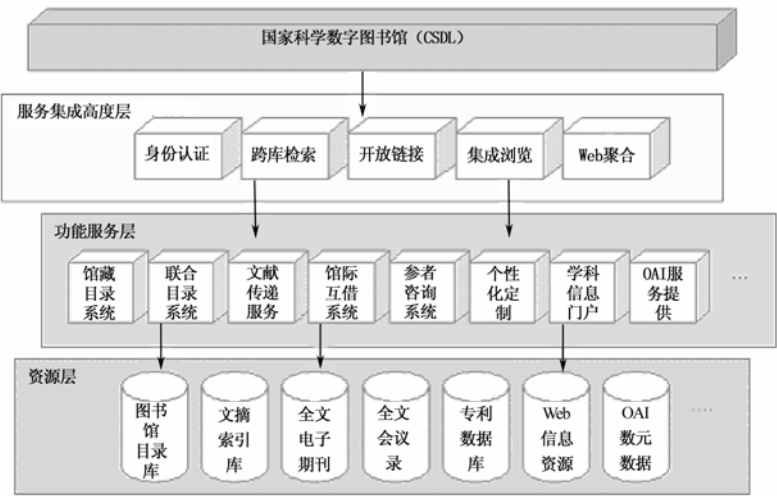 国家科学数字图书馆（CSDL）
服务集成高度层
身份认证
跨库检索
开放链接
集成浏览
Web聚合
功能服务层
馆藏
目录
系统
联合
目录
系统
文献
传递
服务
馆际
互借
系统
参者
咨询
系统
个性
化定
制
学科
信息
门户
OAI服
务提
供
…
资源层
图书
馆
目录
库
文摘
索引
库
全文
电子
期刊
全文
会议
录
专利
数据
库
Web
信息
资源
OAI
数元
数据
....